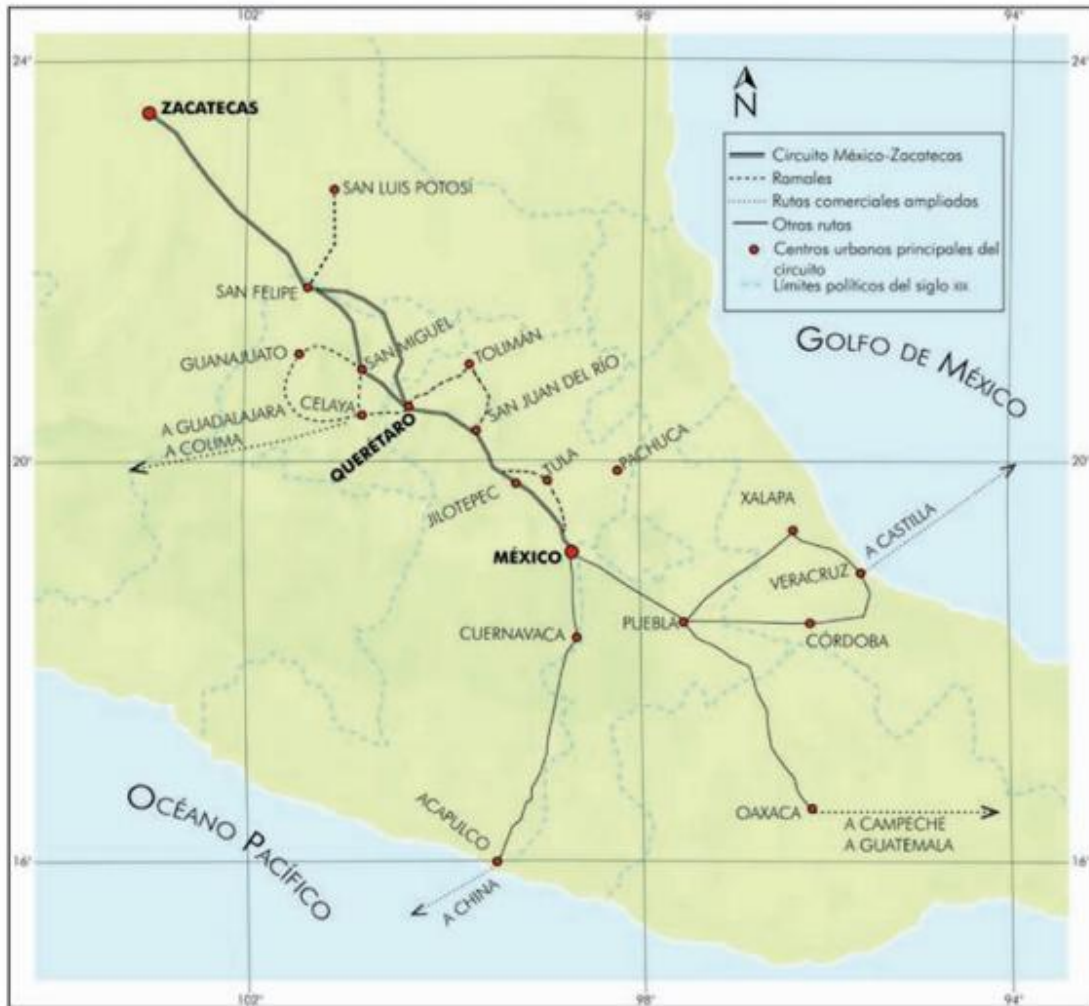 102°
98°
94°
24°
24°
ZACATECAS
N
Circuito México-Zacatecas
Ramales
Rutas comerciales ampliadas
Otras rutas
Centros urbanos principales del
circuito
Límites políticos del siglo XIX
SAN LUIS POTOSÍ
SAN FELIPE
GUANAJUATO
SAN MIGUEL
TOLIMÁN
GOLFO DE MÉXICO
CELAYA
SAN JUAN DEL RÍO
A GUADALAJARA
A COLIMA
QUERÉTARO
20°
20°
JILOTEPEC
TULA
PACHUCA
XALAPA
A CASTILLA
MÉXICO
VERACRUZ
PUEBLA
CÓRDOBA
CUERNAVACA
OCÉANO PACÍFICO
ACAPULCO
OAXACA
A CAMPECHE
A GUATEMALA
16°
16°
A CHINA
102°
98°
94°